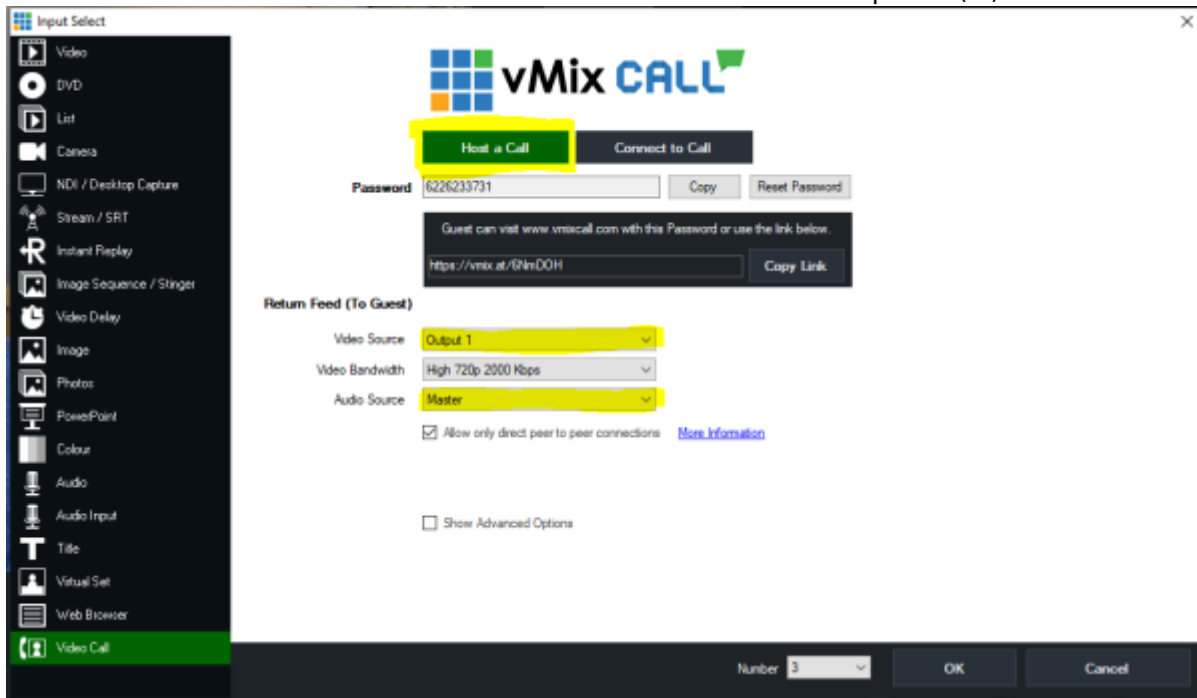 Input Select
Video
DVD
List
Camera
NDI / Desktop Capture
Stream / SRT
Instant Replay
Image Sequence / Stinger
Video Delay
Image
Photos
PowerPoint
Colour
Audio
Audio Input
Title
Virtual Set
Web Browser
Video Call
vMix CALL
Host a Call Connect to Call
Password 6226233731 Copy Reset Password
Guest can visit www.vmixcall.com with this Password or use the link below.
https://vmix.at/6NmDOH Copy Link
Return Feed (To Guest)
Video Source Output 1
Video Bandwidth High 720p 2000 Kbps
Audio Source Master
Allow only direct peer to peer connections More Information
Show Advanced Options
Number 3 OK Cancel